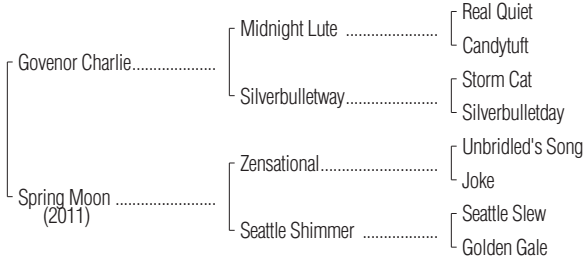 Real Quiet
Midnight Lute ....................
Candytuft
Govenor Charlie....................
Storm Cat
Silverbulletway....................
Silverbulletday
Unbridled's Song
Zensational..........................
Joke
Spring Moon ......................
(2011)
Seattle Slew
Seattle Shimmer ................
Golden Gale